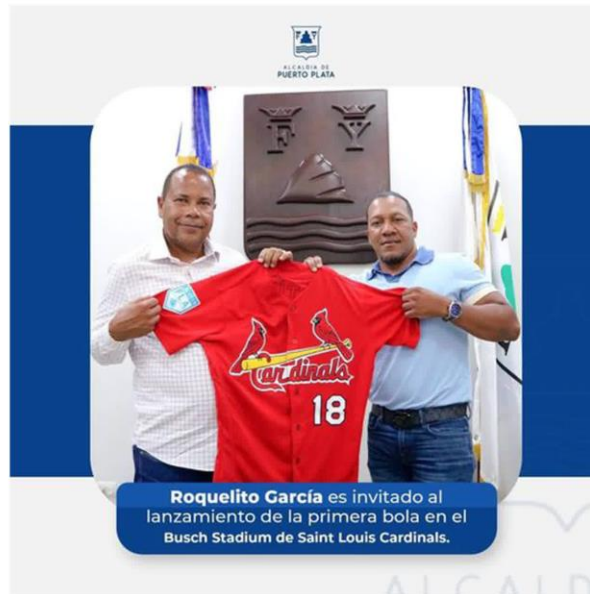 ALCALDÍA DE
PUERTO PLATA
F Y
Cardinals
18
Roquelito García es invitado al
lanzamiento de la primera bola en el
Busch Stadium de Saint Louis Cardinals.
ALCALD